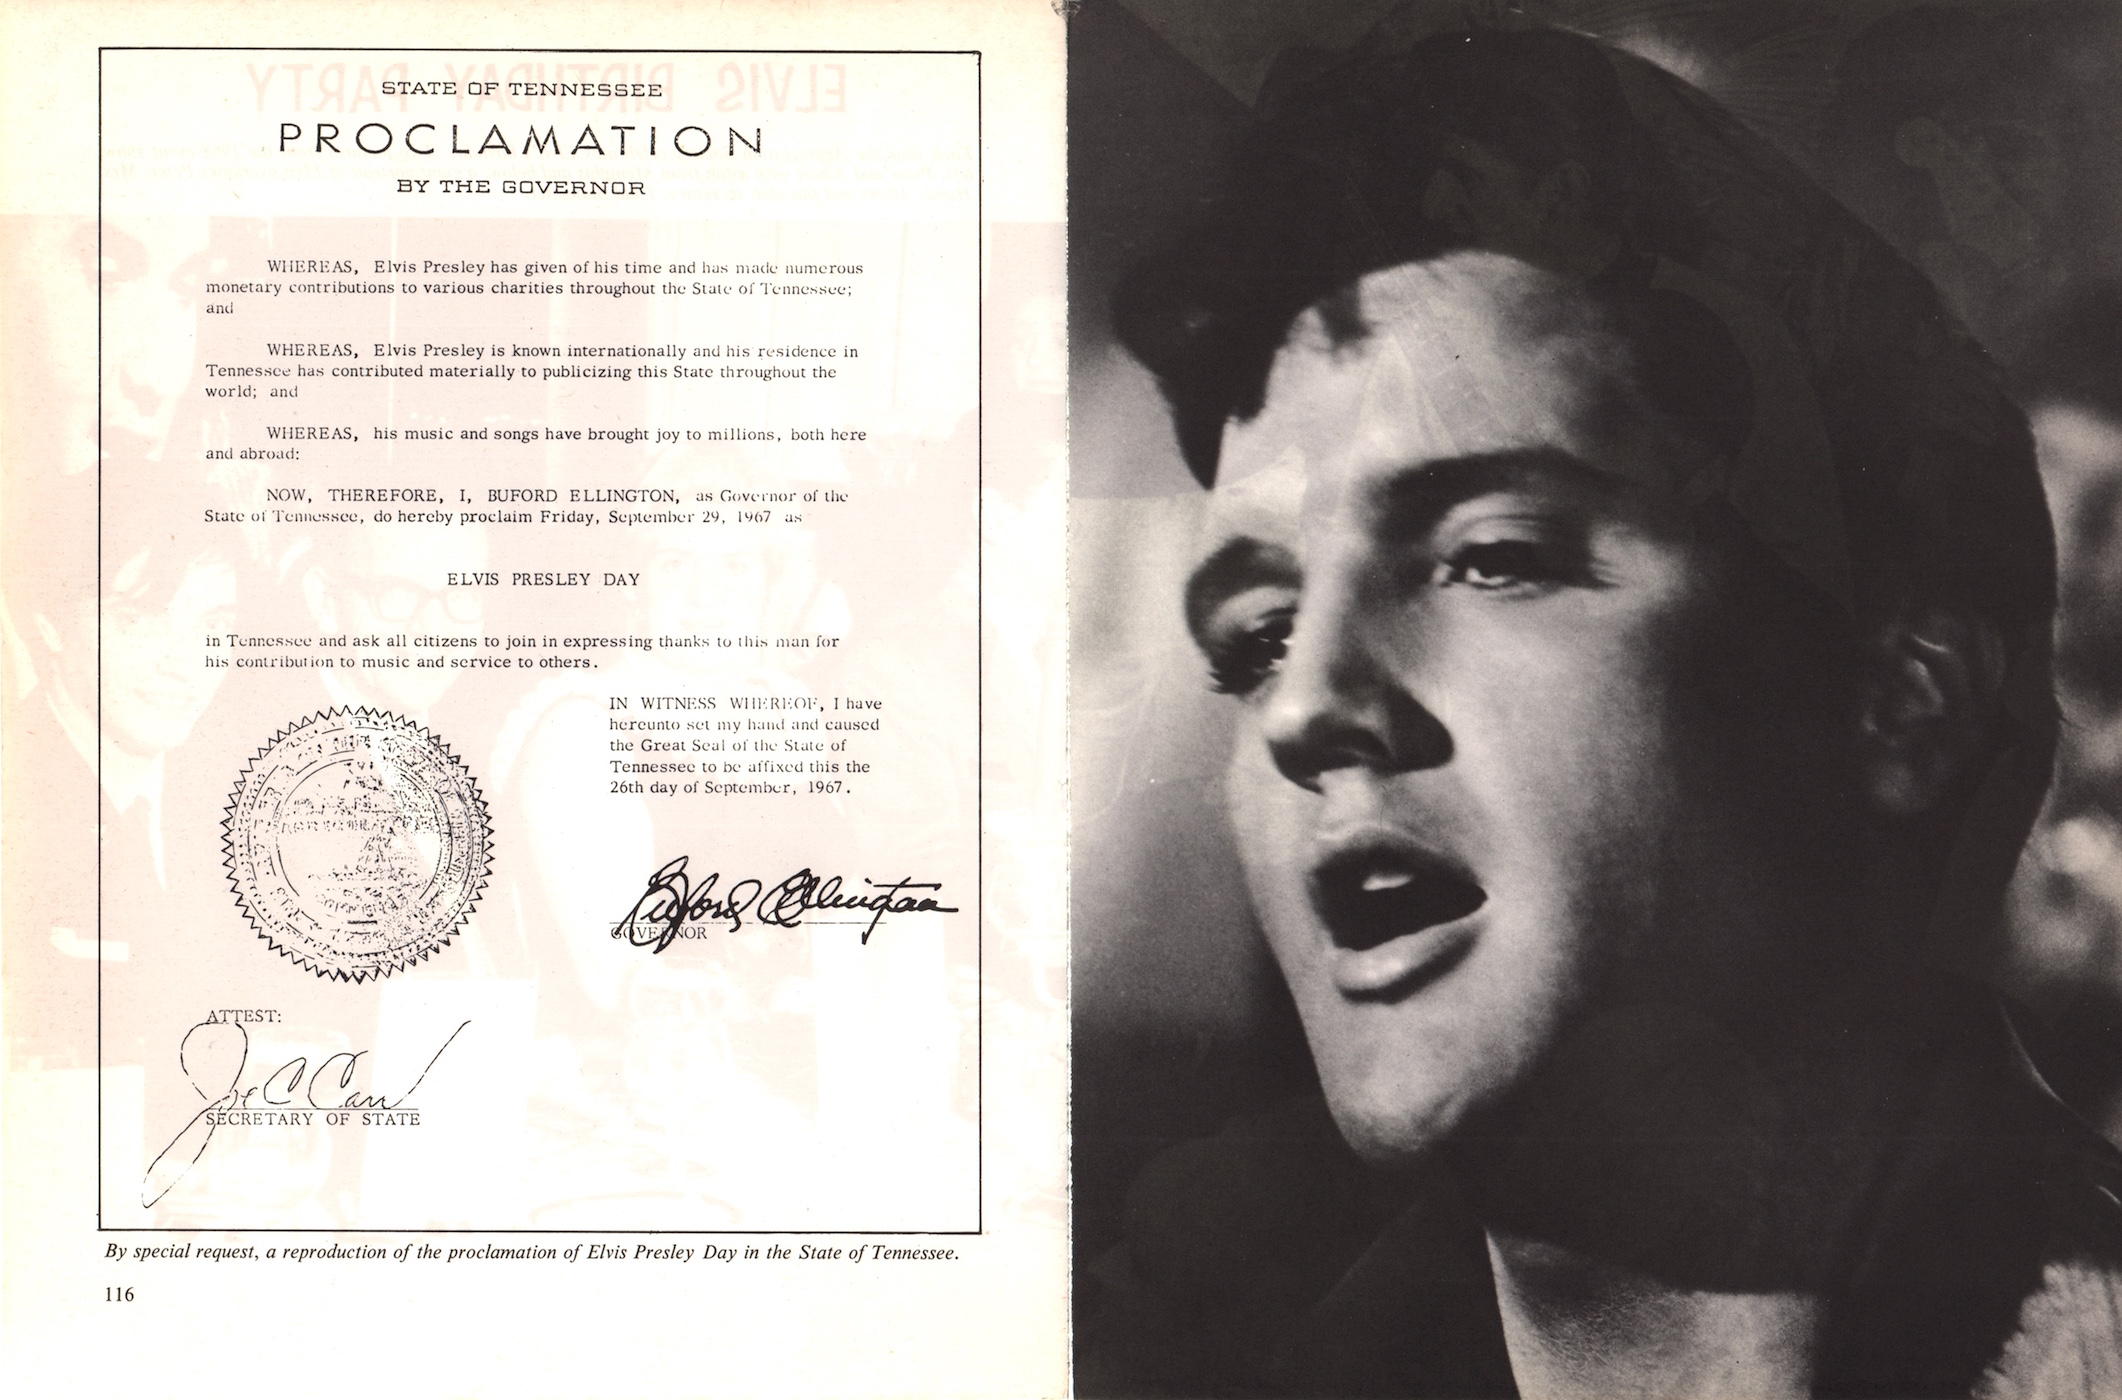 STATE OF TENNESSEE
PROCLAMATION
BY THE GOVERNOR
WHEREAS, Elvis Presley has given of his time and has made numerous
monetary contributions to various charities throughout the State of Tennessee;
and
WHEREAS, Elvis Presley is known internationally and his residence in
Tennessee has contributed materially to publicizing this State throughout the
world; and
WHEREAS, his music and songs have brought joy to millions, both here
and abroad:
NOW, THEREFORE, I, BUFORD ELLINGTON, as Governor of the
State of Tennessee, do hereby proclaim Friday, September 29, 1967 as
ELVIS PRESLEY DAY
in Tennessee and ask all citizens to join in expressing thanks to this man for
his contribution to music and service to others.
IN WITNESS WHEREOF, I have
hereunto set my hand and caused
the Great Seal of the State of
Tennessee to be affixed this the
26th day of September, 1967.
Buford Ellington
GOVERNOR
ATTEST:
Joe C Carr
SECRETARY OF STATE
By special request, a reproduction of the proclamation of Elvis Presley Day in the State of Tennessee.
116
ELVIS BIRTHDAY PARTY